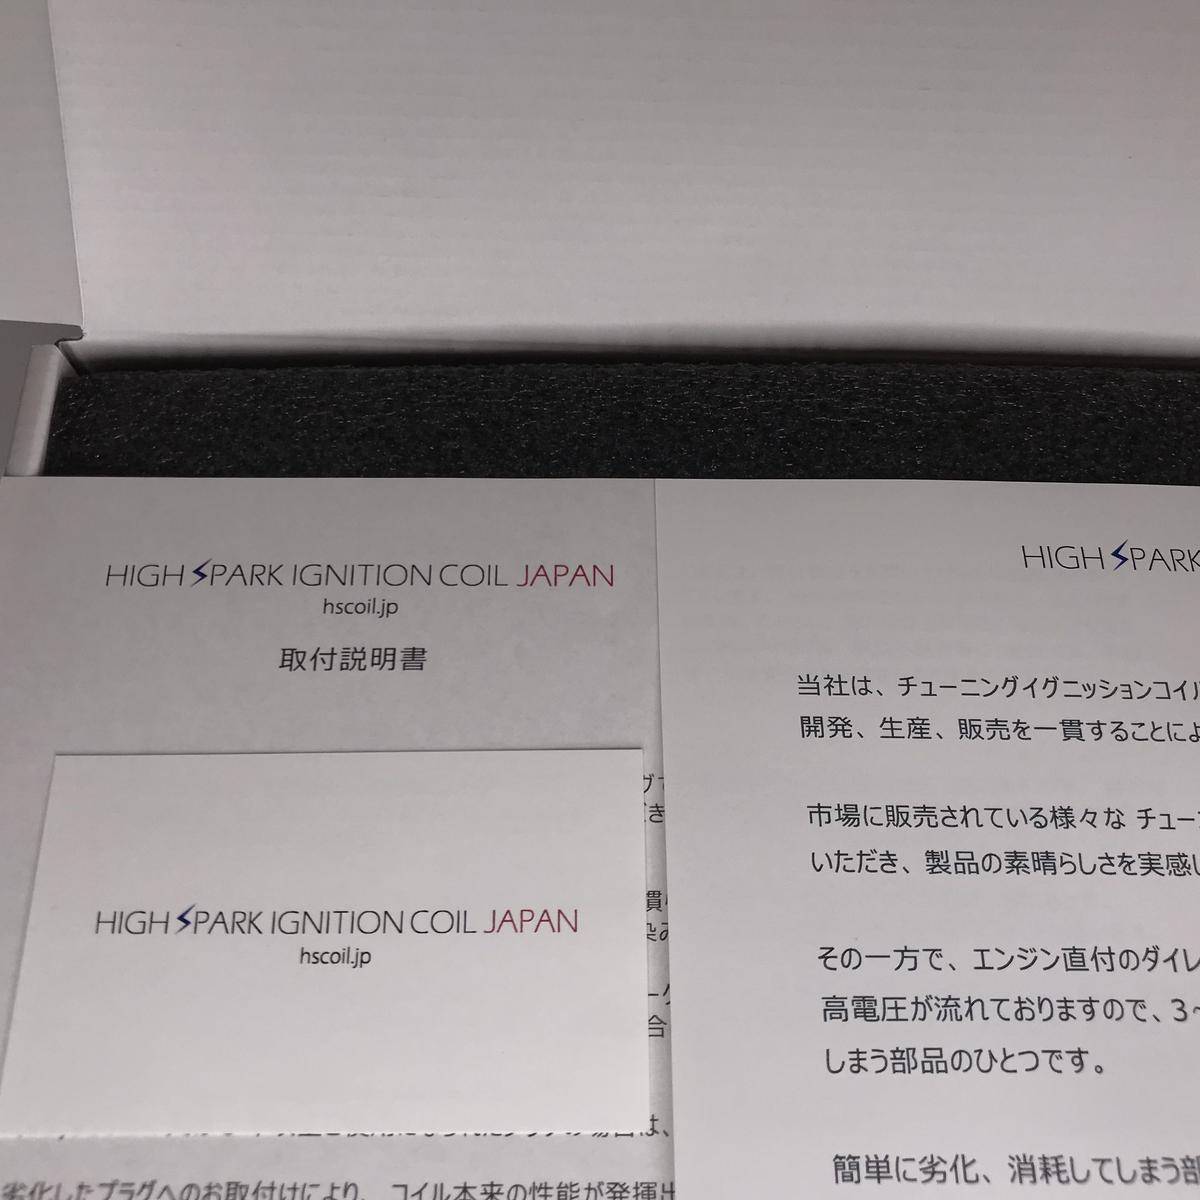 HIGH SPARK IGNITION COIL JAPAN
hscoil.jp
取付説明書
HIGH SPARK IGNITION COIL JAPAN
hscoil.jp
劣化したプラグへのお取付けにより、コイル本来の性能が発揮出
HIGH SPARK
当社は、チューニングイグニッションコイル
開発、生産、販売を一貫することによ
市場に販売されている様々な チューニ
いただき、製品の素晴らしさを実感し
その一方で、エンジン直付のダイレ
高電圧が流れておりますので、3~
しまう部品のひとつです。
簡単に劣化、消耗してしまう部